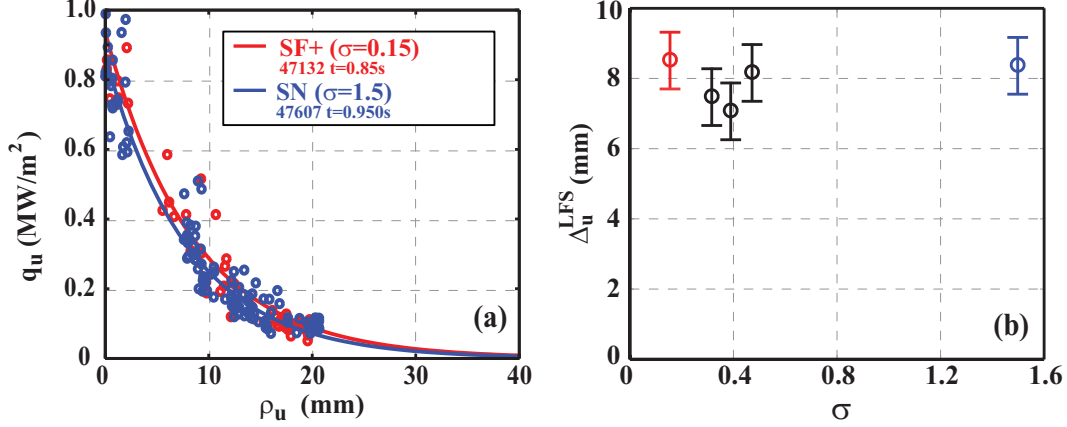 q_u (MW/m²)
1.0
0.8
0.6
0.4
0.2
0
SF+ (σ=0.15)
47132 t=0.85s
SN (σ=1.5)
47607 t=0.950s
(a)
0 10 20 30 40
ρ_u (mm)
Δ_u^LFS (mm)
10
8
6
4
2
0
(b)
0 0.4 0.8 1.2 1.6
σ